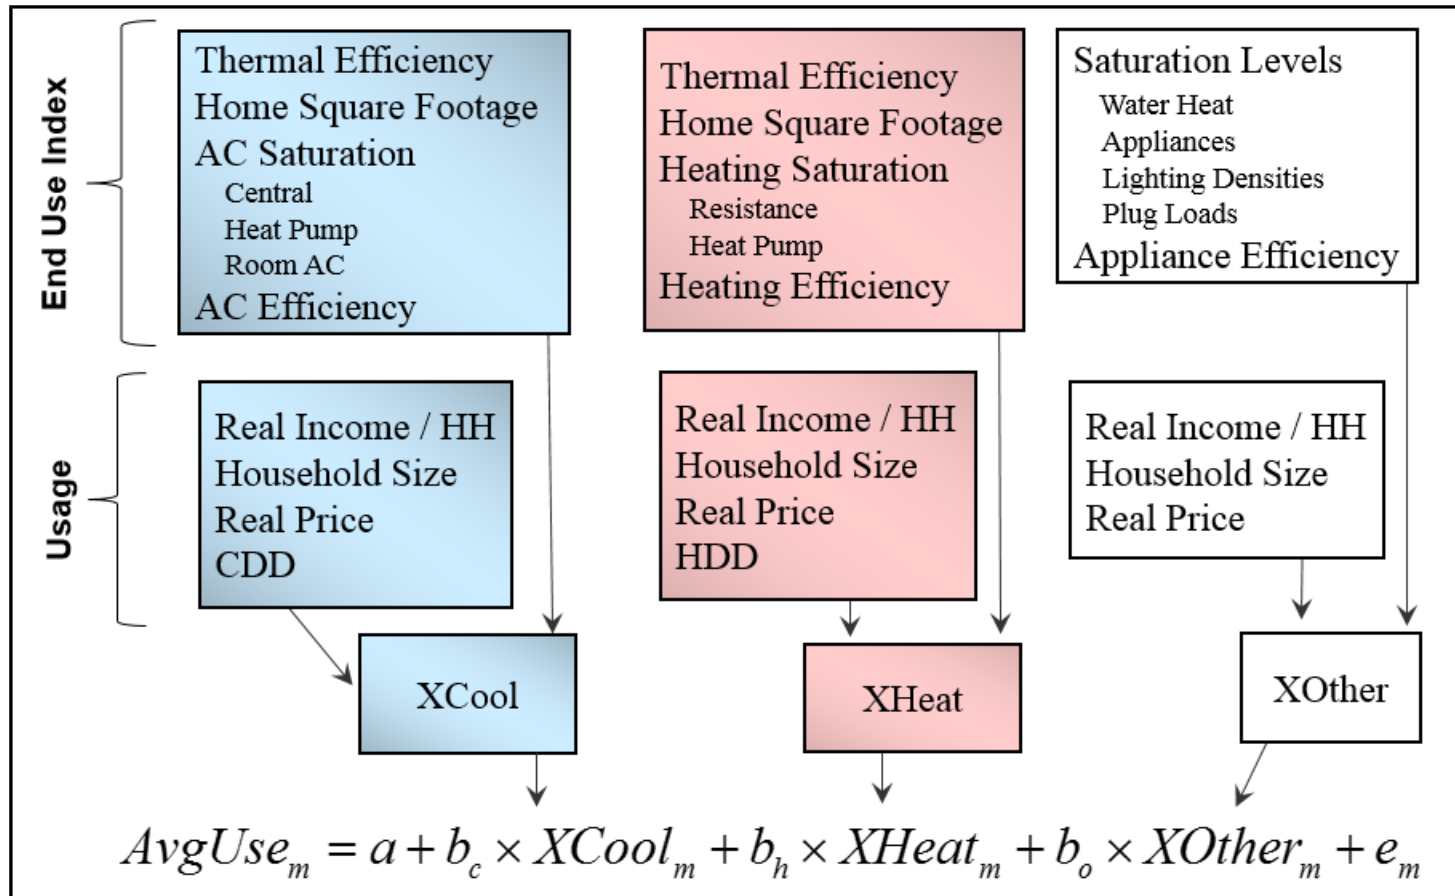 End Use Index
Thermal Efficiency
Home Square Footage
AC Saturation
Central
Heat Pump
Room AC
AC Efficiency
Thermal Efficiency
Home Square Footage
Heating Saturation
Resistance
Heat Pump
Heating Efficiency
Saturation Levels
Water Heat
Appliances
Lighting Densities
Plug Loads
Appliance Efficiency
Usage
Real Income / HH
Household Size
Real Price
CDD
Real Income / HH
Household Size
Real Price
HDD
Real Income / HH
Household Size
Real Price
XCool
XHeat
XOther
AvgUse_m = a + b_c × XCool_m + b_h × XHeat_m + b_o × XOther_m + e_m